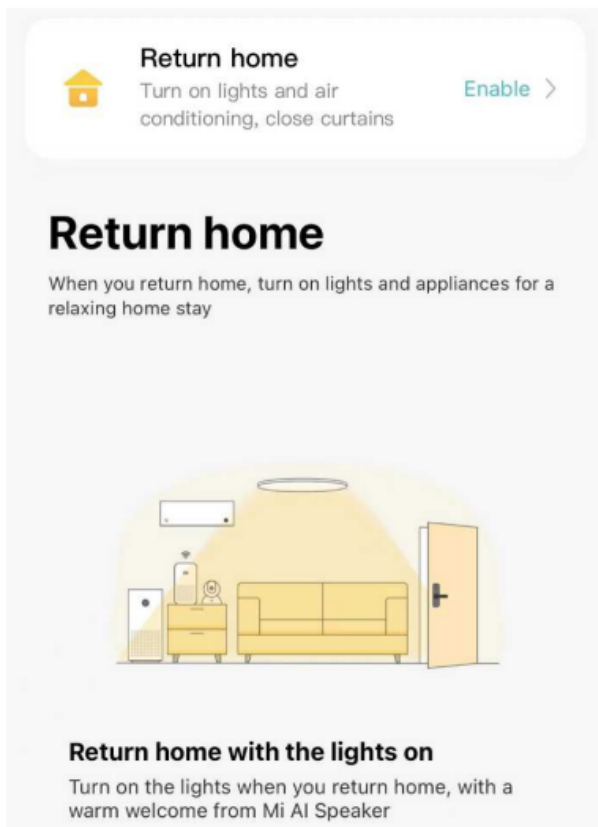 Return home
Turn on lights and air
conditioning, close curtains
Enable
Return home
When you return home, turn on lights and appliances for a
relaxing home stay
Return home with the lights on
Turn on the lights when you return home, with a
warm welcome from Mi AI Speaker